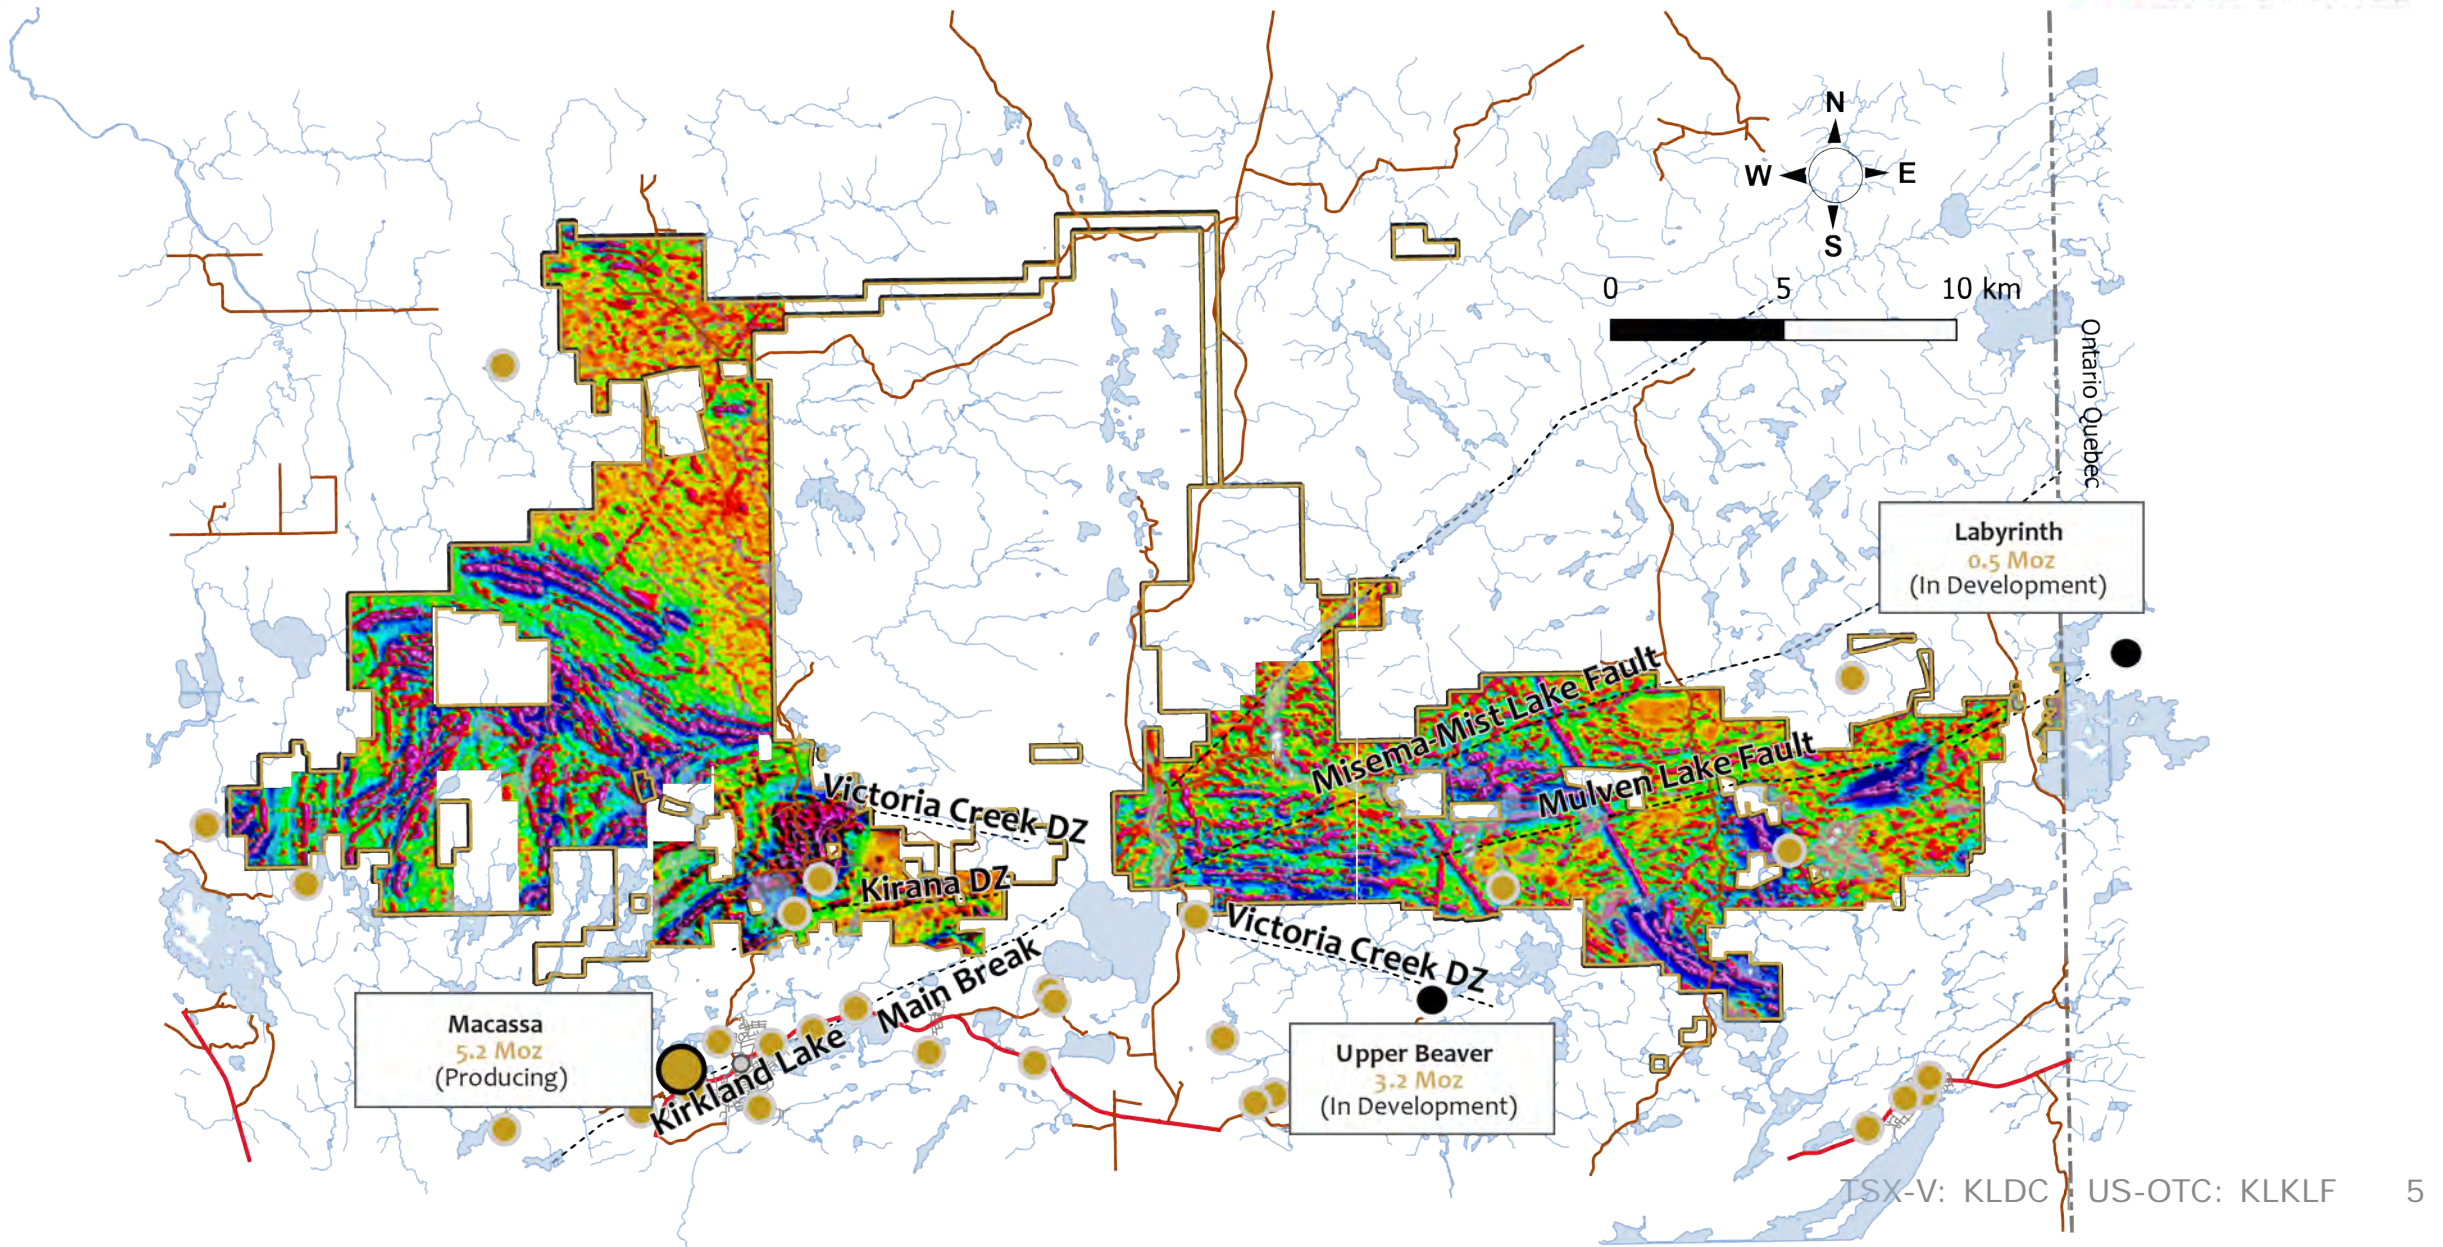 N
W E
S
0 5 10 km
Ontario Quebec
Labyrinth
0.5 Moz
(In Development)
Misema-Mist Lake Fault
Mulven Lake Fault
Victoria Creek DZ
Kirana DZ
Victoria Creek DZ
Main Break
Kirkland Lake
Macassa
5.2 Moz
(Producing)
Upper Beaver
3.2 Moz
(In Development)
TSX-V: KLDC US-OTC: KLKLF 5